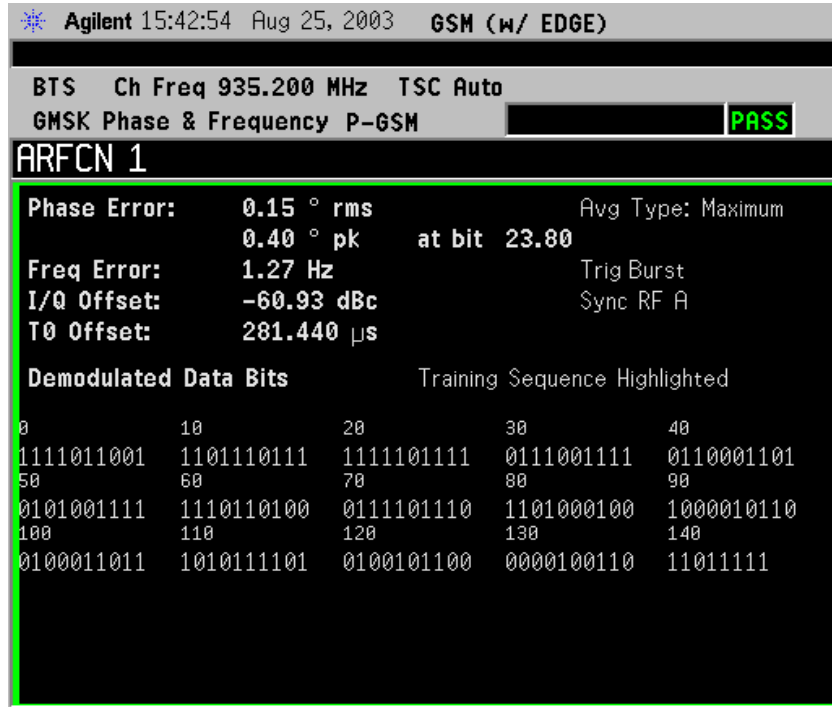 Agilent 15:42:54 Aug 25, 2003 GSM (w/ EDGE)
BTS Ch Freq 935.200 MHz TSC Auto
GMSK Phase & Frequency P-GSM PASS
ARFCN 1
Phase Error: 0.15 ° rms Avg Type: Maximum
0.40 ° pk at bit 23.80
Freq Error: 1.27 Hz Trig Burst
I/Q Offset: -60.93 dBc Sync RF A
T0 Offset: 281.440 µs
Demodulated Data Bits Training Sequence Highlighted
0 10 20 30 40
1111011001 1101110111 1111101111 0111001111 0110001101
50 60 70 80 90
0101001111 1110110100 0111101110 1101000100 1000010110
100 110 120 130 140
0100011011 1010111101 0100101100 0000100110 11011111